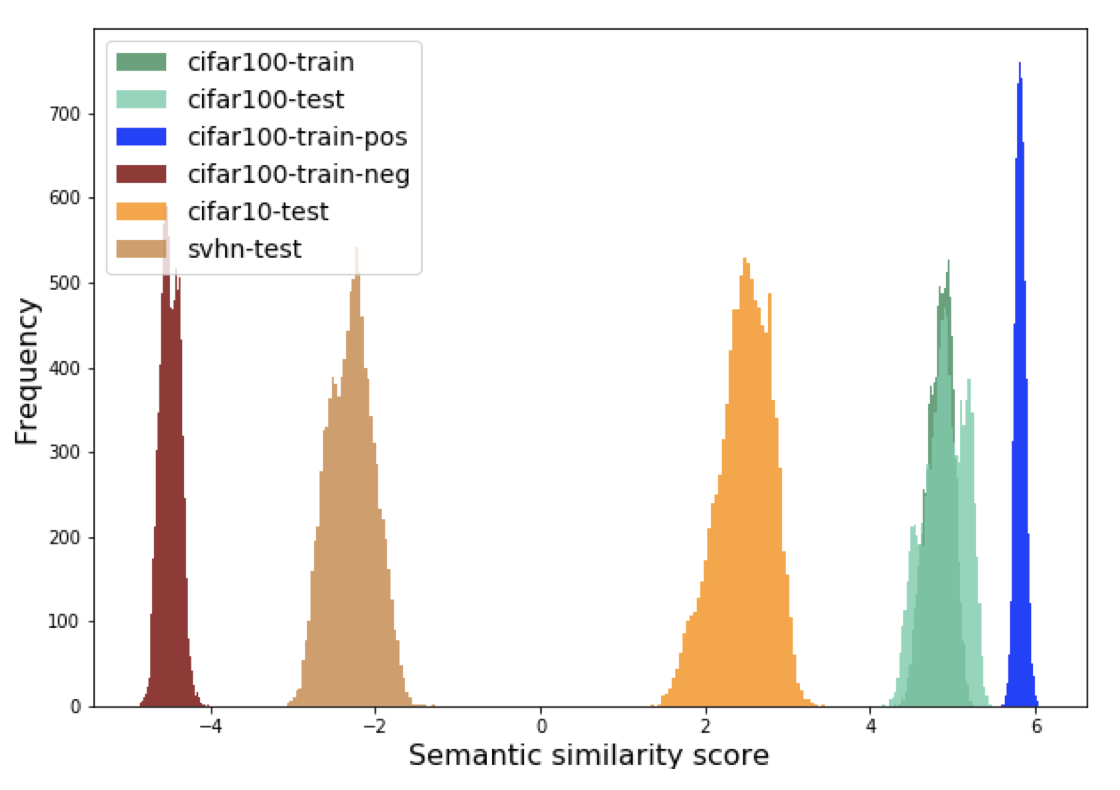 cifar100-train
cifar100-test
cifar100-train-pos
cifar100-train-neg
cifar10-test
svhn-test
700
600
500
400
300
200
100
0
Frequency
−4 −2 0 2 4 6
Semantic similarity score